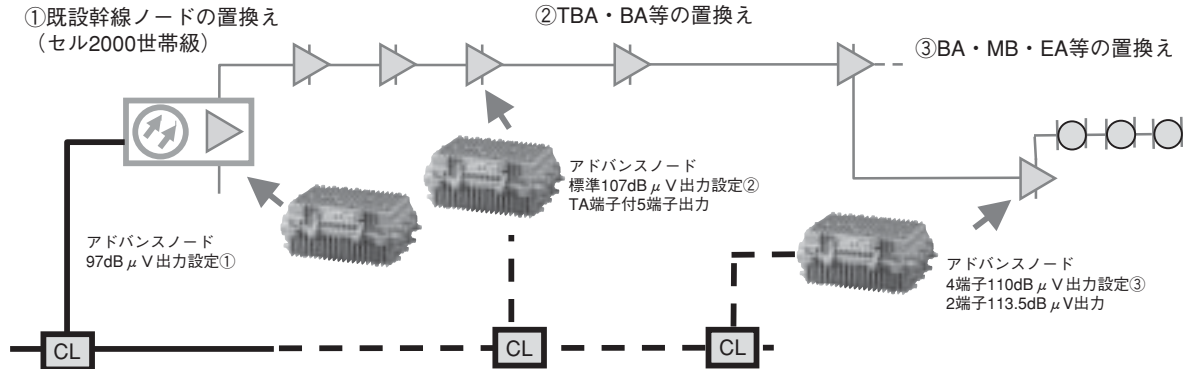 ①既設幹線ノードの置換え
（セル2000世帯級）
②TBA・BA等の置換え
③BA・MB・EA等の置換え
アドバンスノード
標準107dBμV出力設定②
TA端子付5端子出力
アドバンスノード
97dBμV出力設定①
アドバンスノード
4端子110dBμV出力設定③
2端子113.5dBμV出力
CL
CL
CL